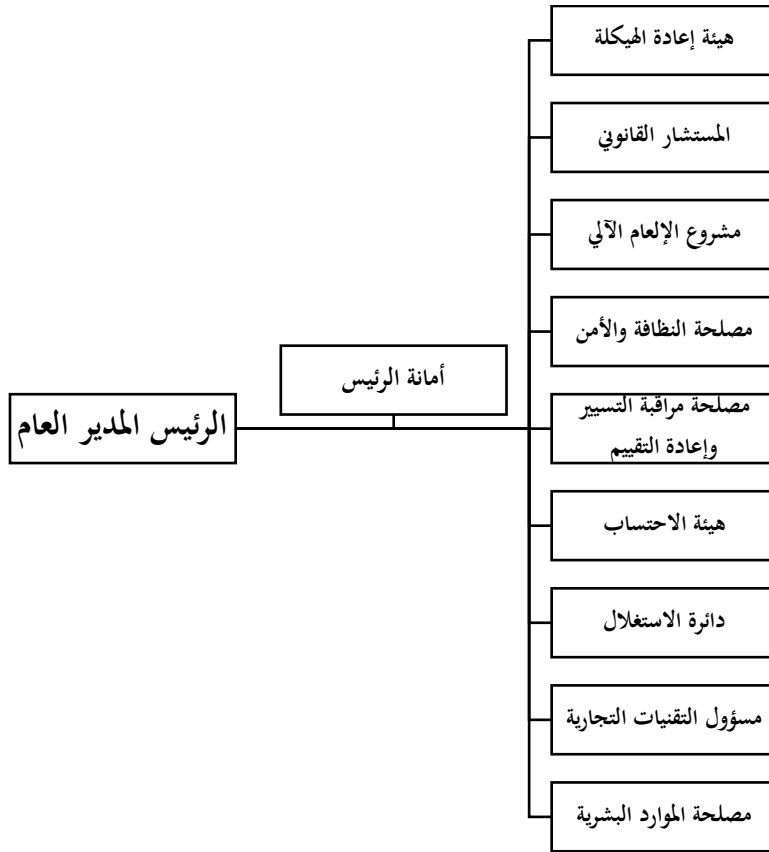 هيئة إعادة الهيكلة
المستشار القانوني
مشروع الإلعام الآلي
مصلحة النظافة والأمن
أمانة الرئيس
الرئيس المدير العام
مصلحة مراقبة التسيير
وإعادة التقييم
هيئة الاحتساب
دائرة الاستغلال
مسؤول التقنيات التجارية
مصلحة الموارد البشرية